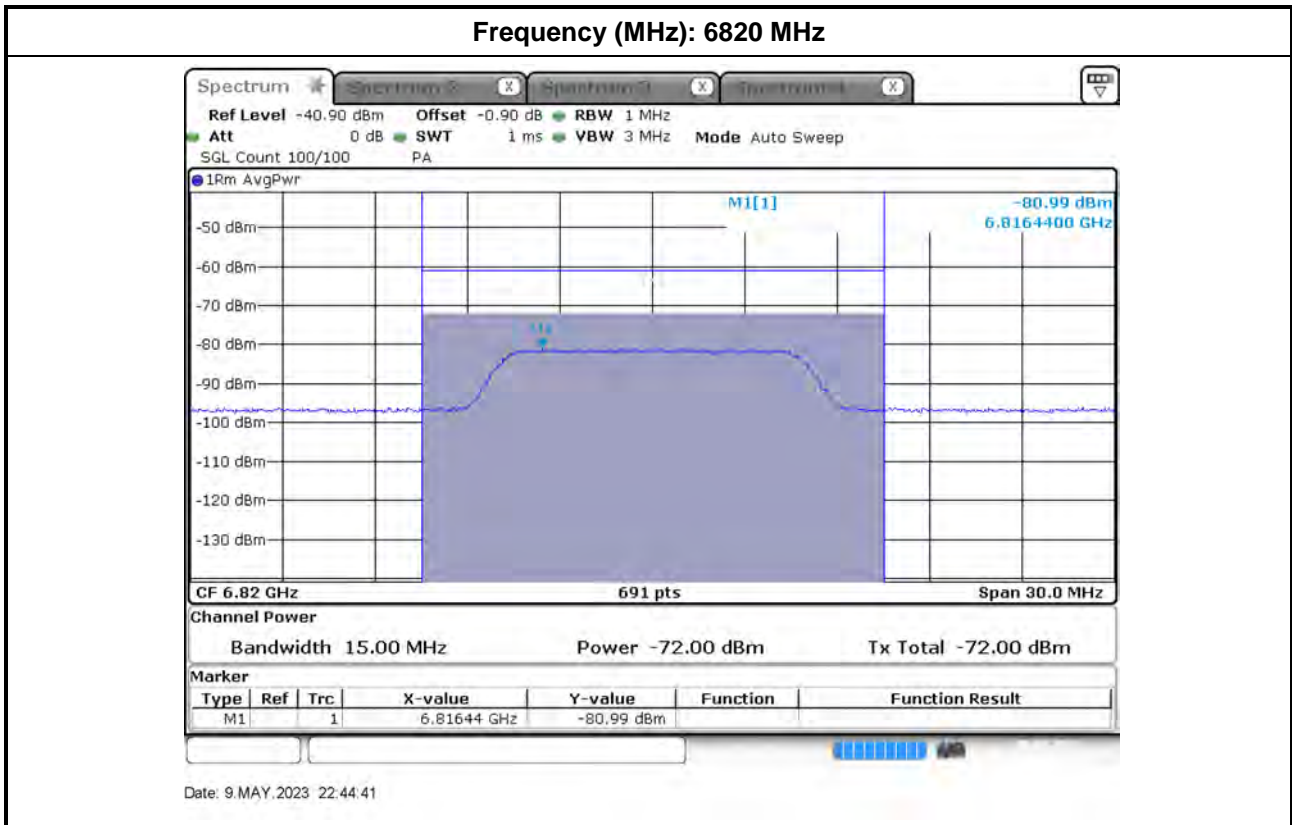 Frequency (MHz): 6820 MHz
Spectrum
Ref Level -40.90 dBm Offset -0.90 dB RBW 1 MHz
Att 0 dB SWT 1 ms VBW 3 MHz Mode Auto Sweep
SGL Count 100/100 PA
1Rm AvgPwr
M1[1] -80.99 dBm
6.8164400 GHz
-50 dBm
-60 dBm
-70 dBm
-80 dBm
-90 dBm
-100 dBm
-110 dBm
-120 dBm
-130 dBm
CF 6.82 GHz 691 pts Span 30.0 MHz
Channel Power
Bandwidth 15.00 MHz Power -72.00 dBm Tx Total -72.00 dBm
Marker
Type Ref Trc X-value Y-value Function Function Result
M1 1 6.81644 GHz -80.99 dBm
Date: 9.MAY.2023 22:44:41